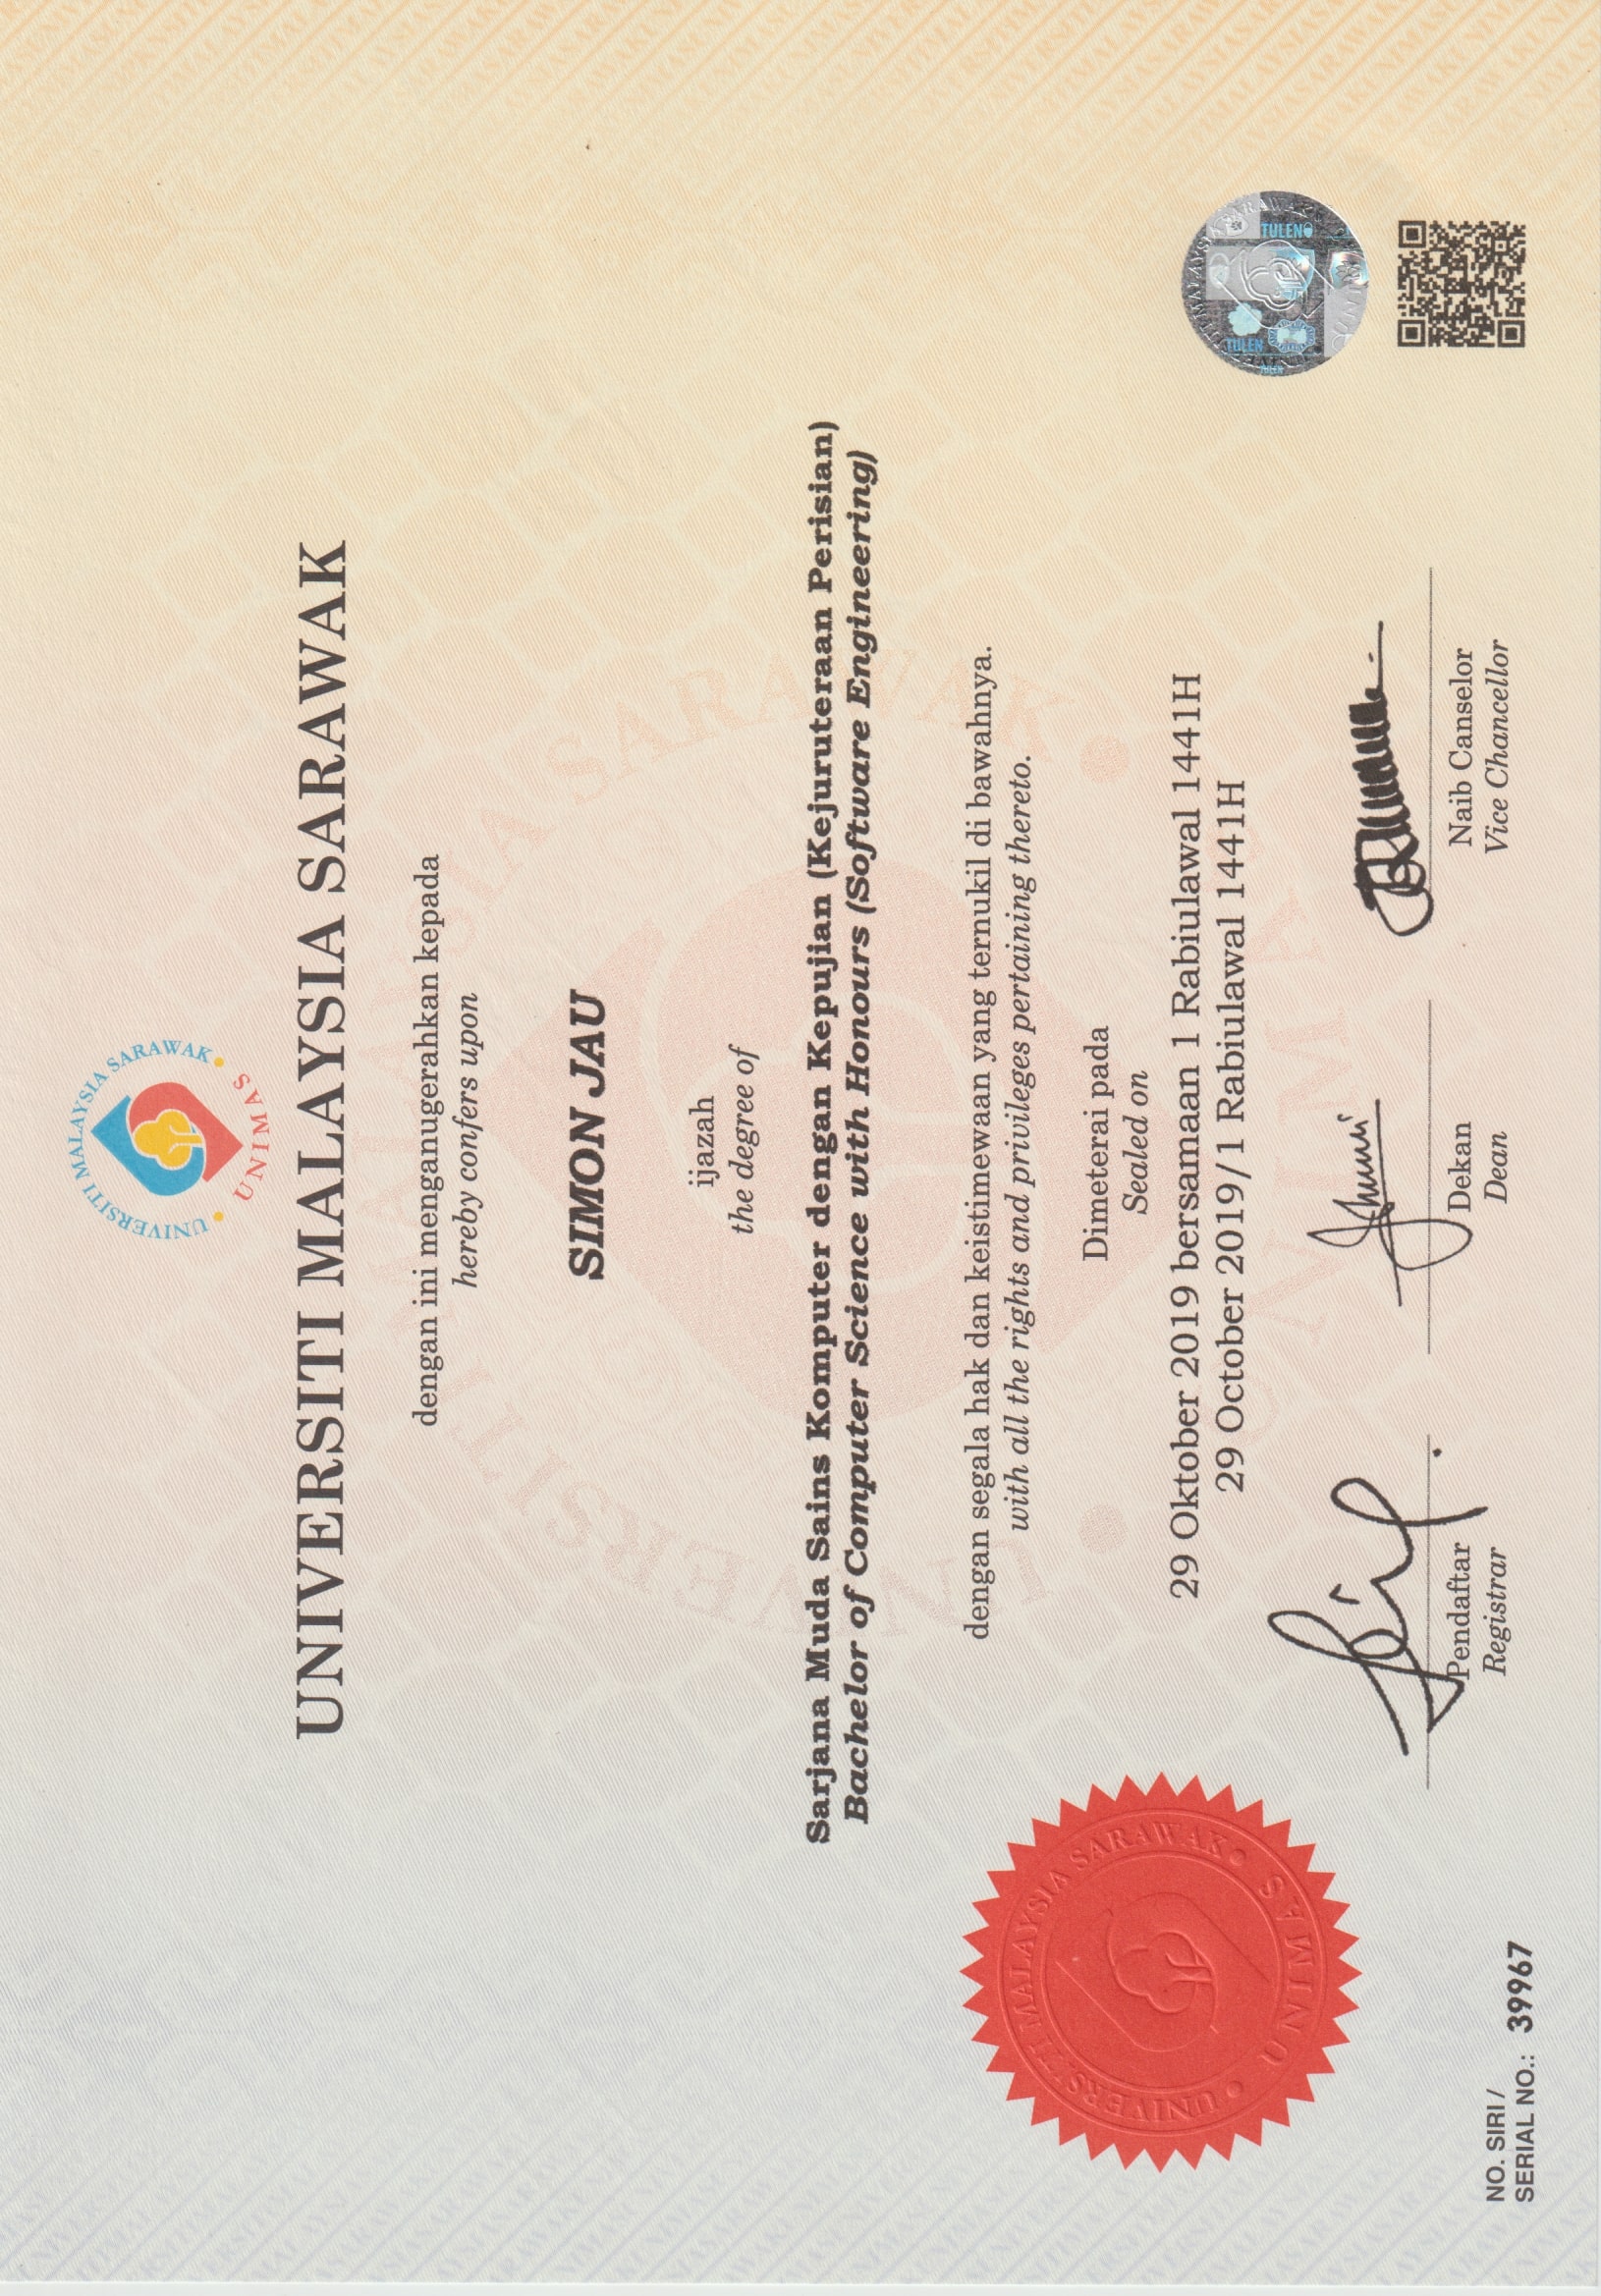 UNIVERSITI MALAYSIA SARAWAK
UNIMAS
UNIVERSITI MALAYSIA SARAWAK
dengan ini menganugerahkan kepada
hereby confers upon
SIMON JAU
ijazah
the degree of
Sarjana Muda Sains Komputer dengan Kepujian (Kejuruteraan Perisian)
Bachelor of Computer Science with Honours (Software Engineering)
dengan segala hak dan keistimewaan yang ternukil di bawahnya.
with all the rights and privileges pertaining thereto.
Dimeterai pada
Sealed on
29 Oktober 2019 bersamaan 1 Rabiulawal 1441H
29 October 2019/1 Rabiulawal 1441H
UNIVERSITI MALAYSIA SARAWAK
UNIMAS
TULEN
Pendaftar
Registrar
Dekan
Dean
Naib Canselor
Vice Chancellor
NO. SIRI /
SERIAL NO.: 39967